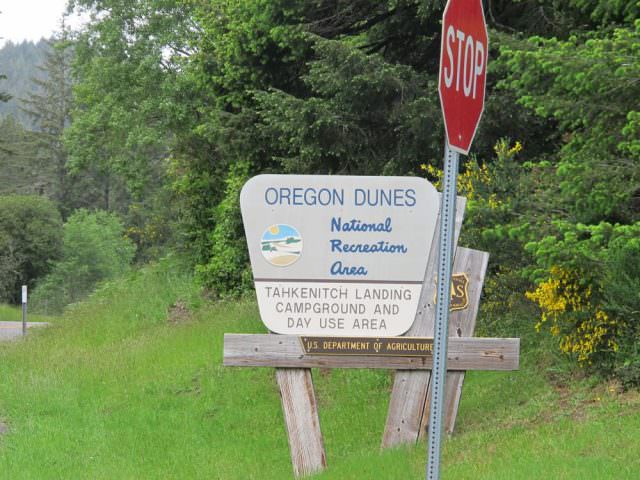 STOP
OREGON DUNES
National
Recreation
Area
TAHKENITCH LANDING
CAMPGROUND AND
DAY USE AREA
U.S. DEPARTMENT OF AGRICULTURE